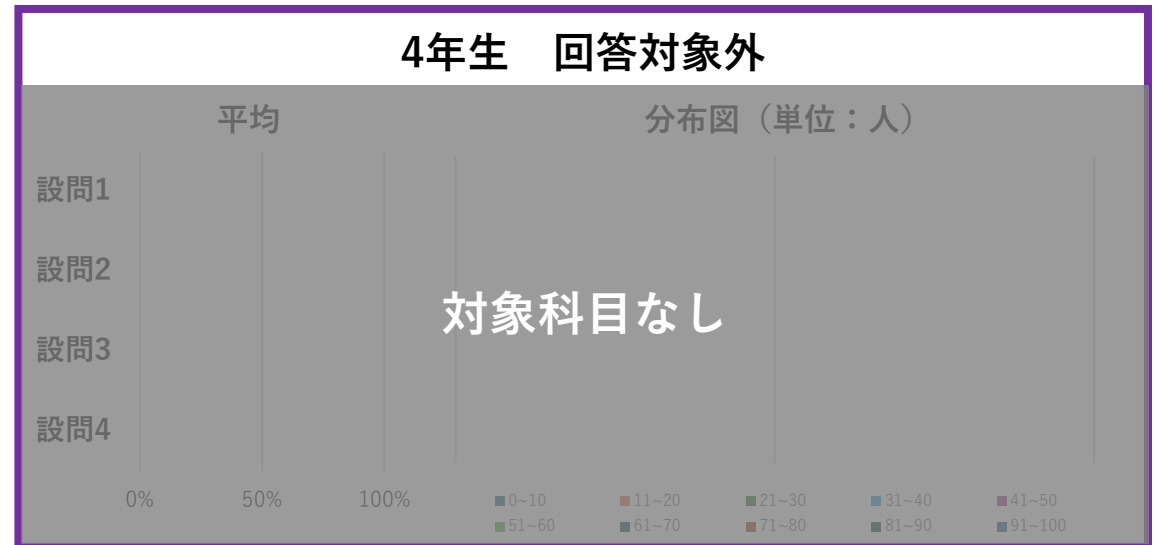 4年生　回答対象外
平均
分布図（単位：人）
設問1
設問2
対象科目なし
設問3
設問4
0% 50% 100%
0~10 11~20 21~30 31~40 41~50
51~60 61~70 71~80 81~90 91~100